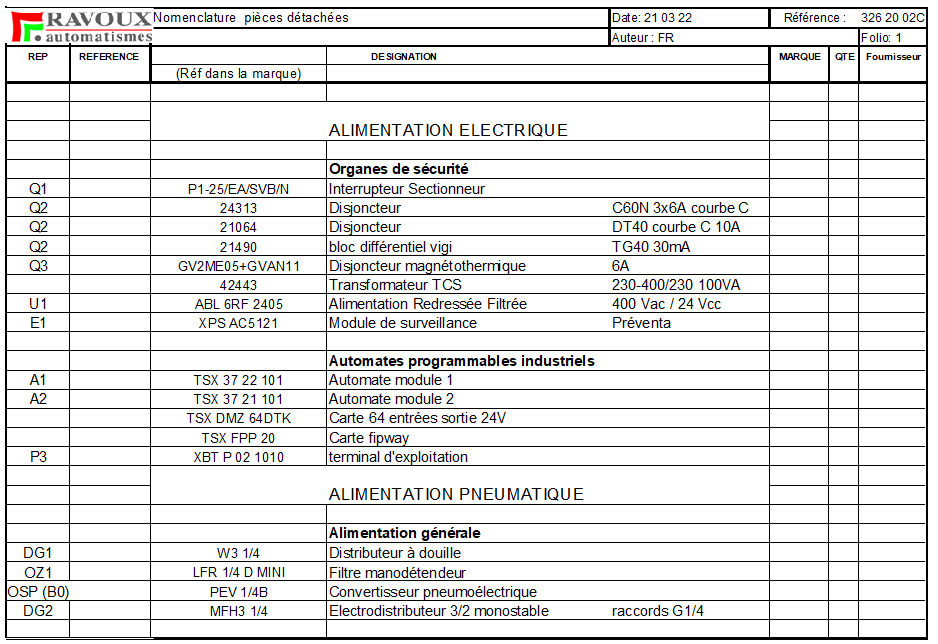 RAVOUX Nomenclature pièces détachées Date: 21 03 22 Référence : 326 20 02C
automatismes Auteur : FR Folio: 1
REP REFERENCE DESIGNATION MARQUE QTE Fournisseur
(Réf dans la marque)
ALIMENTATION ELECTRIQUE
Organes de sécurité
Q1 P1-25/EA/SVB/N Interrupteur Sectionneur
Q2 24313 Disjoncteur C60N 3x6A courbe C
Q2 21064 Disjoncteur DT40 courbe C 10A
Q2 21490 bloc différentiel vigi TG40 30mA
Q3 GV2ME05+GVAN11 Disjoncteur magnétothermique 6A
42443 Transformateur TCS 230-400/230 100VA
U1 ABL 6RF 2405 Alimentation Redressée Filtrée 400 Vac / 24 Vcc
E1 XPS AC5121 Module de surveillance Préventa
Automates programmables industriels
A1 TSX 37 22 101 Automate module 1
A2 TSX 37 21 101 Automate module 2
TSX DMZ 64DTK Carte 64 entrées sortie 24V
TSX FPP 20 Carte fipway
P3 XBT P 02 1010 terminal d'exploitation
ALIMENTATION PNEUMATIQUE
Alimentation générale
DG1 W3 1/4 Distributeur à douille
OZ1 LFR 1/4 D MINI Filtre manodétendeur
OSP (B0) PEV 1/4B Convertisseur pneumoélectrique
DG2 MFH3 1/4 Electrodistributeur 3/2 monostable raccords G1/4